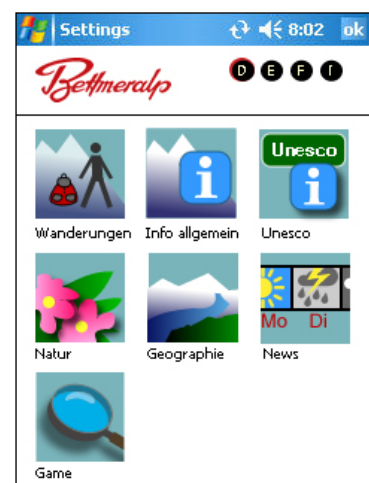 Settings 8:02 ok
Bettmeralp D E F I
Unesco
Wanderungen Info allgemein Unesco
Mo Di
Natur Geographie News
Game